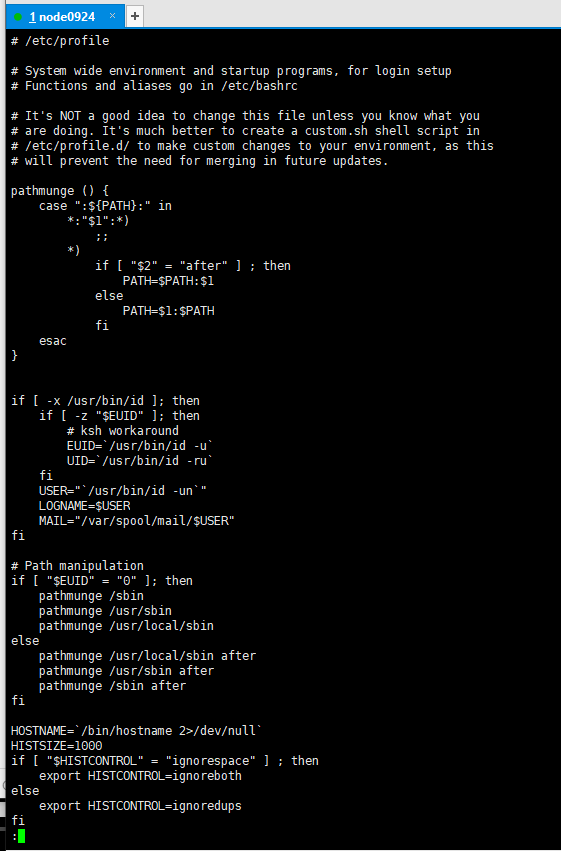 1 node0924 × +
# /etc/profile

# System wide environment and startup programs, for login setup
# Functions and aliases go in /etc/bashrc

# It's NOT a good idea to change this file unless you know what you
# are doing. It's much better to create a custom.sh shell script in
# /etc/profile.d/ to make custom changes to your environment, as this
# will prevent the need for merging in future updates.

pathmunge () {
    case ":${PATH}:" in
        *:"$1":*)
            ;;
        *)
            if [ "$2" = "after" ] ; then
                PATH=$PATH:$1
            else
                PATH=$1:$PATH
            fi
    esac
}


if [ -x /usr/bin/id ]; then
    if [ -z "$EUID" ]; then
        # ksh workaround
        EUID=`/usr/bin/id -u`
        UID=`/usr/bin/id -ru`
    fi
    USER="`/usr/bin/id -un`"
    LOGNAME=$USER
    MAIL="/var/spool/mail/$USER"
fi

# Path manipulation
if [ "$EUID" = "0" ]; then
    pathmunge /sbin
    pathmunge /usr/sbin
    pathmunge /usr/local/sbin
else
    pathmunge /usr/local/sbin after
    pathmunge /usr/sbin after
    pathmunge /sbin after
fi

HOSTNAME=`/bin/hostname 2>/dev/null`
HISTSIZE=1000
if [ "$HISTCONTROL" = "ignorespace" ] ; then
    export HISTCONTROL=ignoreboth
else
    export HISTCONTROL=ignoredups
fi
: